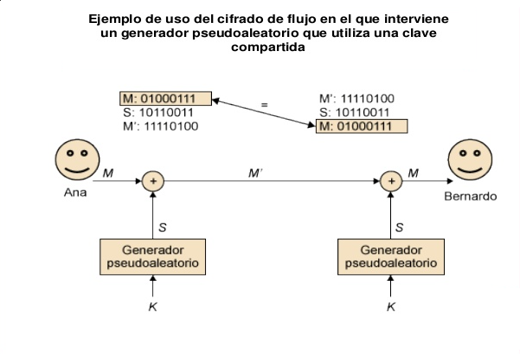 Ejemplo de uso del cifrado de flujo en el que interviene
un generador pseudoaleatorio que utiliza una clave
compartida
M: 01000111
S: 10110011
M': 11110100
=
M': 11110100
S: 10110011
M: 01000111
Ana
M
+
M'
+
M
Bernardo
S
S
Generador
pseudoaleatorio
Generador
pseudoaleatorio
K
K